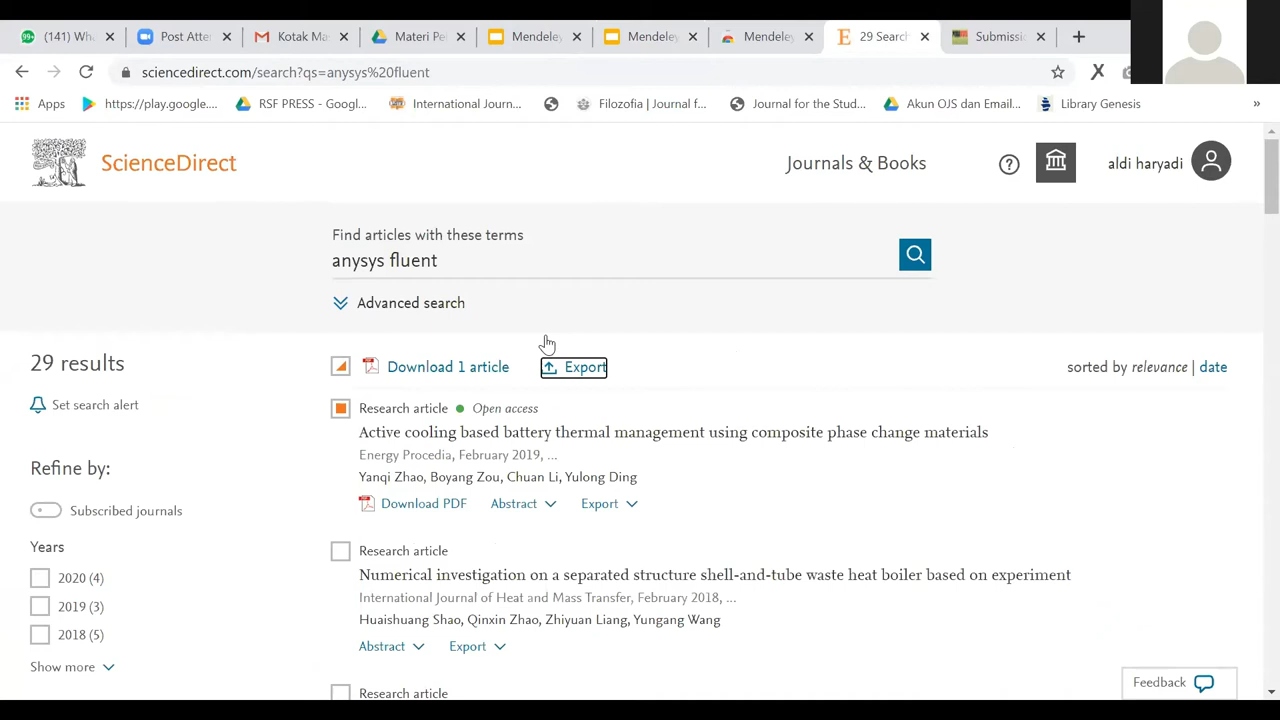 99+ (141) Wh
Post Atter
Kotak Ma
Materi Pe
Mendeley
Mendeley
Mendeley
29 Search
Submissio
sciencedirect.com/search?qs=anysys%20fluent
Apps
https://play.google....
RSF PRESS - Googl...
International Journ...
Filozofia | Journal f...
Journal for the Stud...
Akun OJS dan Email...
Library Genesis
»
ScienceDirect
Journals & Books
aldi haryadi
Find articles with these terms
anysys fluent
Advanced search
29 results
Download 1 article
Export
sorted by relevance | date
Set search alert
Research article Open access
Active cooling based battery thermal management using composite phase change materials
Energy Procedia, February 2019, ...
Yanqi Zhao, Boyang Zou, Chuan Li, Yulong Ding
Download PDF Abstract Export
Refine by:
Subscribed journals
Years
2020 (4)
2019 (3)
2018 (5)
Show more
Research article
Numerical investigation on a separated structure shell-and-tube waste heat boiler based on experiment
International Journal of Heat and Mass Transfer, February 2018, ...
Huaishuang Shao, Qinxin Zhao, Zhiyuan Liang, Yungang Wang
Abstract Export
Research article
Feedback